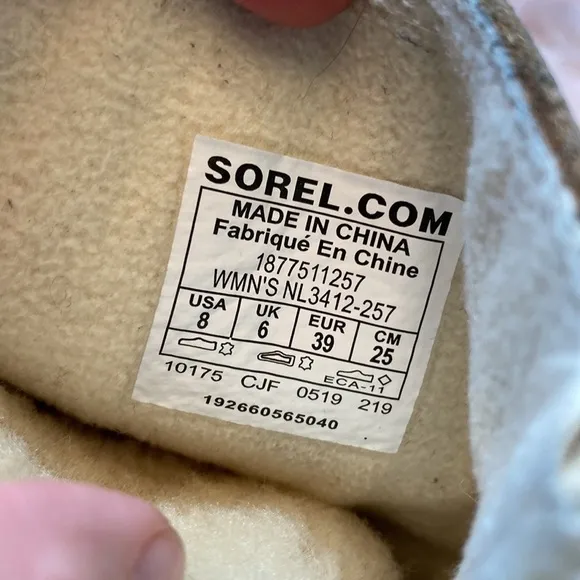 SOREL.COM
MADE IN CHINA
Fabriqué En Chine
1877511257
WMN'S NL3412-257
USA UK EUR CM
8 6 39 25
ECA-11
10175 CJF 0519 219
192660565040